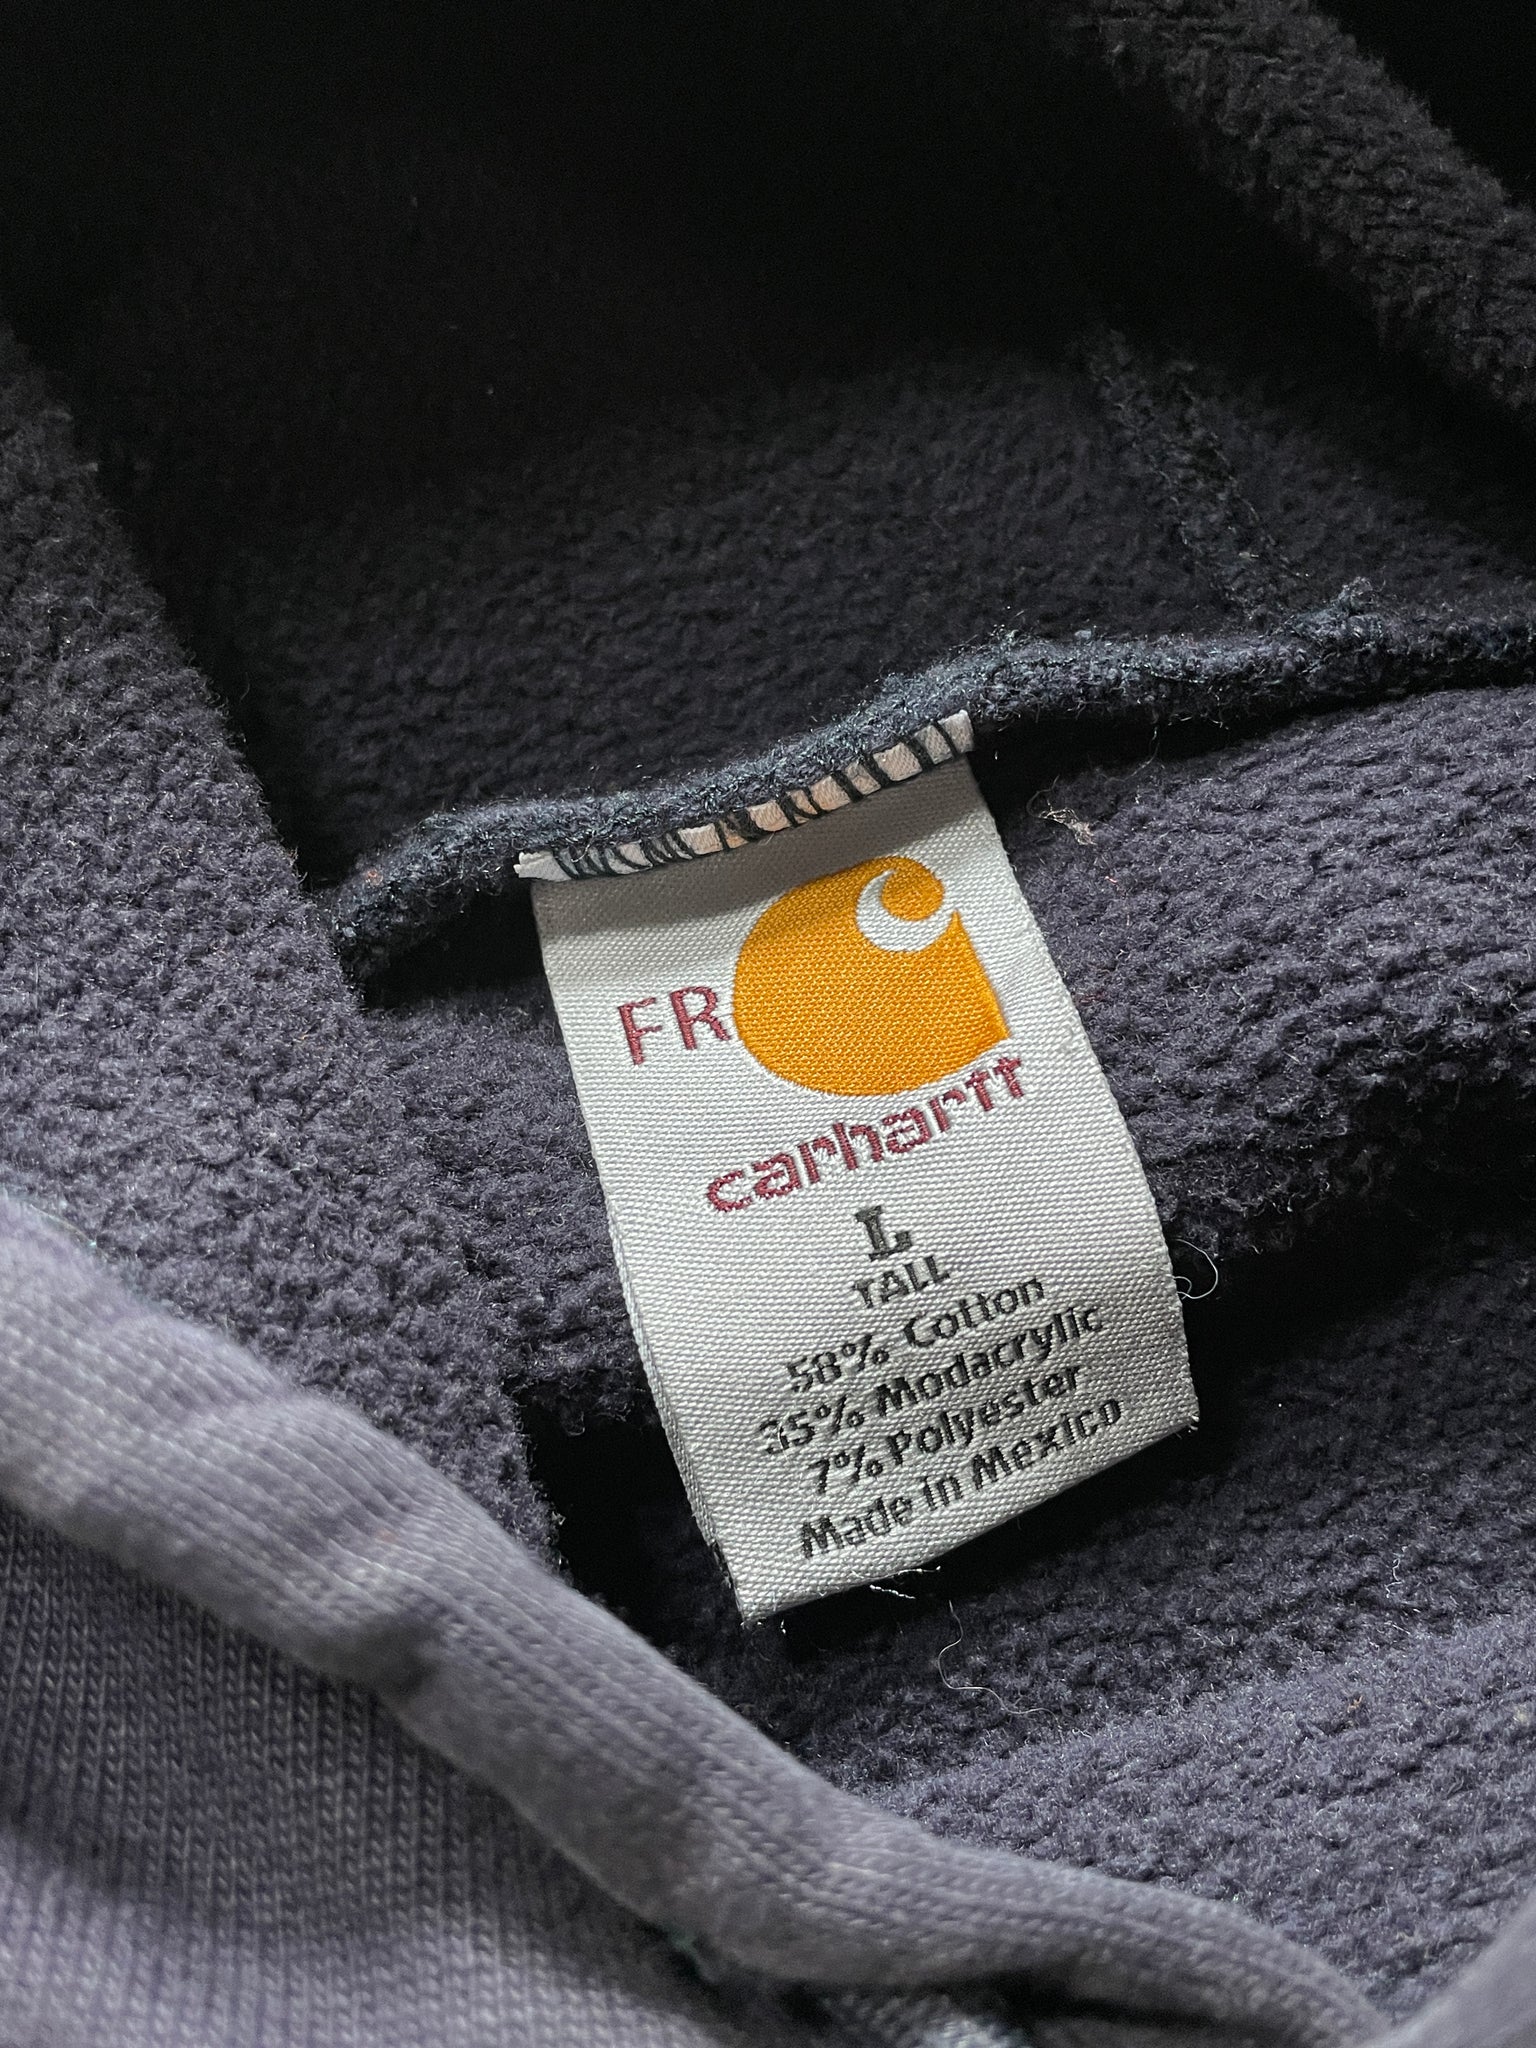 FR
carhartt
L
TALL
58% Cotton
35% Modacrylic
7% Polyester
Made in Mexico